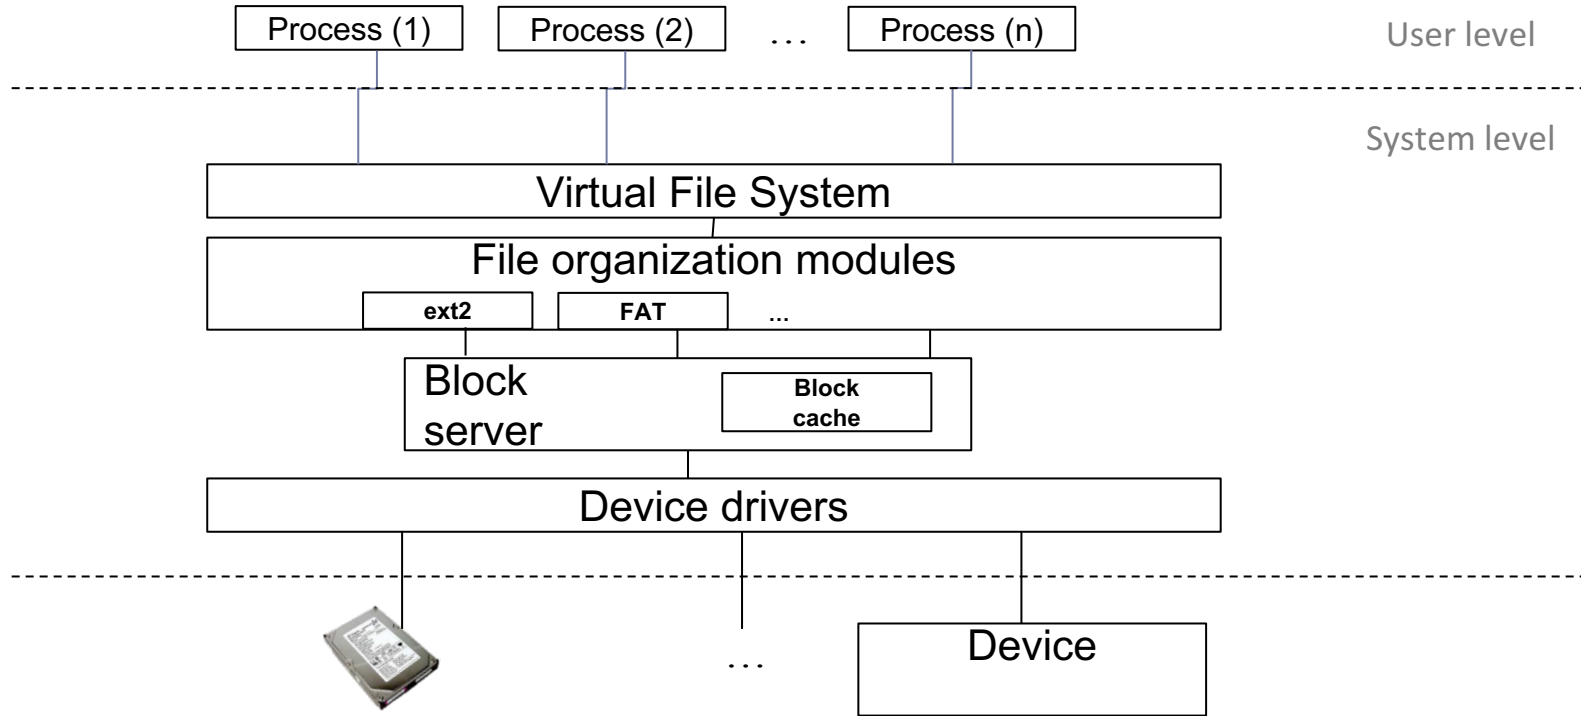 Process (1)
Process (2)
...
Process (n)
User level
System level
Virtual File System
File organization modules
ext2
FAT
...
Block
server
Block
cache
Device drivers
...
Device